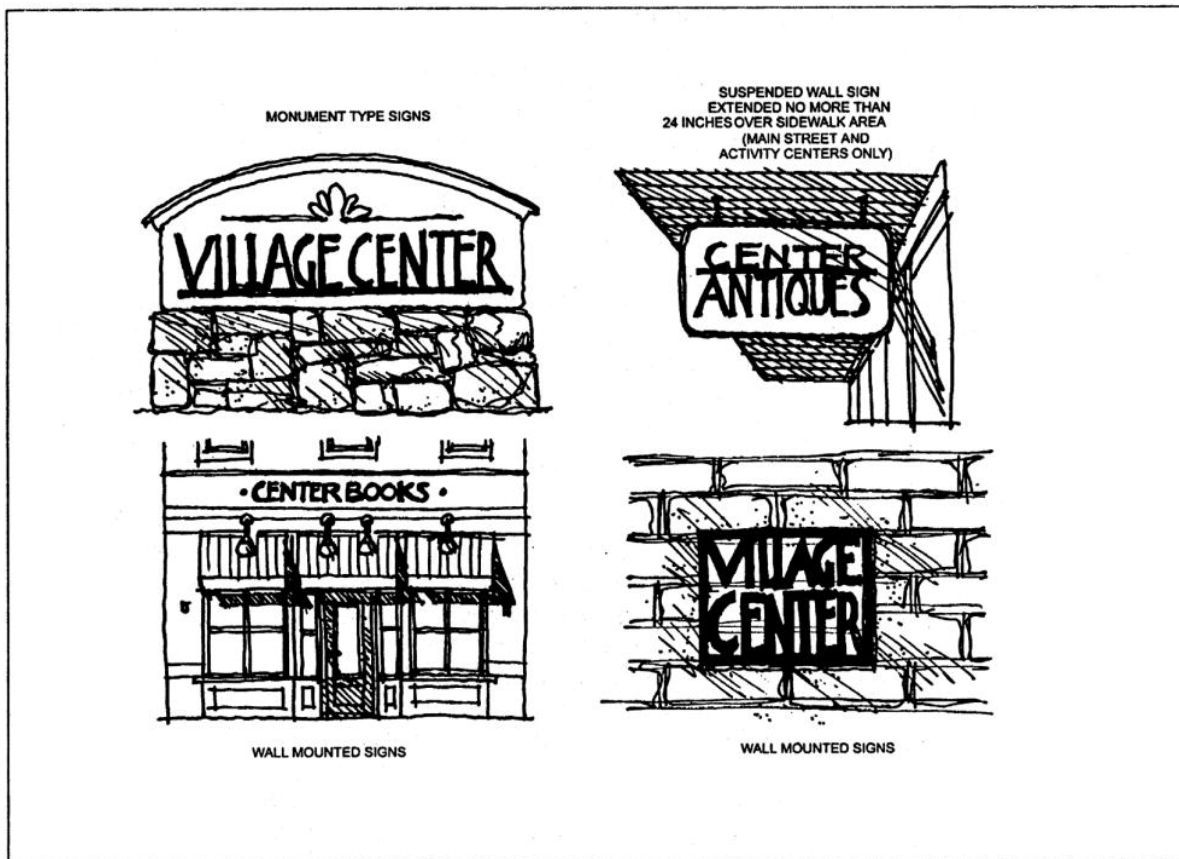 MONUMENT TYPE SIGNS
VILLAGE CENTER
SUSPENDED WALL SIGN
EXTENDED NO MORE THAN
24 INCHES OVER SIDEWALK AREA
(MAIN STREET AND
ACTIVITY CENTERS ONLY)
CENTER
ANTIQUES
• CENTER BOOKS •
WALL MOUNTED SIGNS
VILLAGE
CENTER
WALL MOUNTED SIGNS